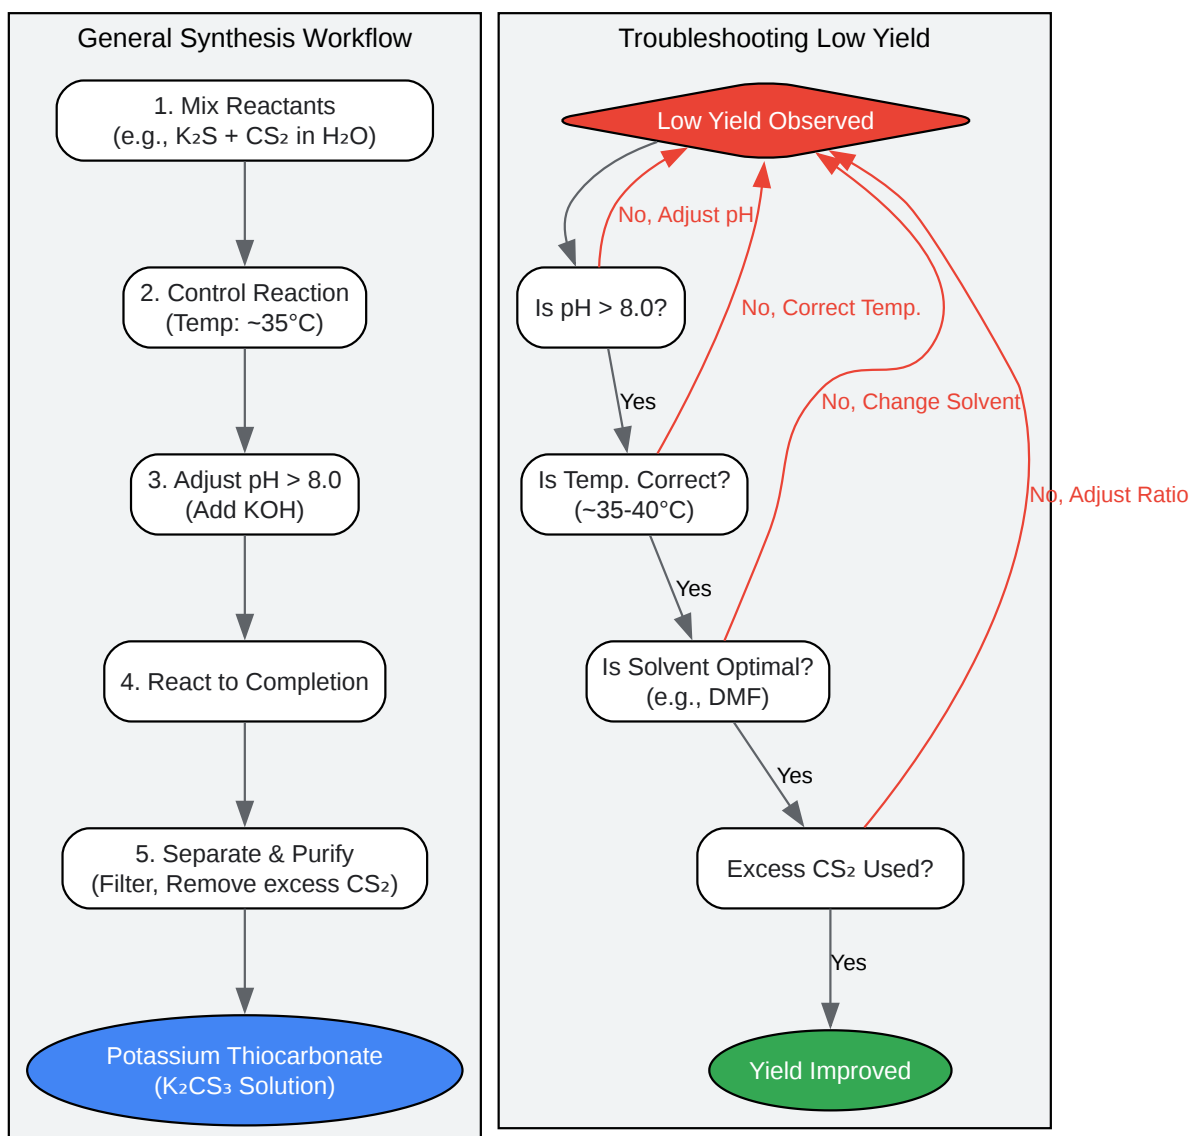 General Synthesis Workflow
1. Mix Reactants
(e.g., K₂S + CS₂ in H₂O)
2. Control Reaction
(Temp: ~35°C)
3. Adjust pH > 8.0
(Add KOH)
4. React to Completion
5. Separate & Purify
(Filter, Remove excess CS₂)
Potassium Thiocarbonate
(K₂CS₃ Solution)
Troubleshooting Low Yield
Low Yield Observed
No, Adjust pH
Is pH > 8.0?
No, Correct Temp.
Yes
No, Change Solvent
Is Temp. Correct?
(~35-40°C)
No, Adjust Ratio
Yes
Is Solvent Optimal?
(e.g., DMF)
Yes
Excess CS₂ Used?
Yes
Yield Improved